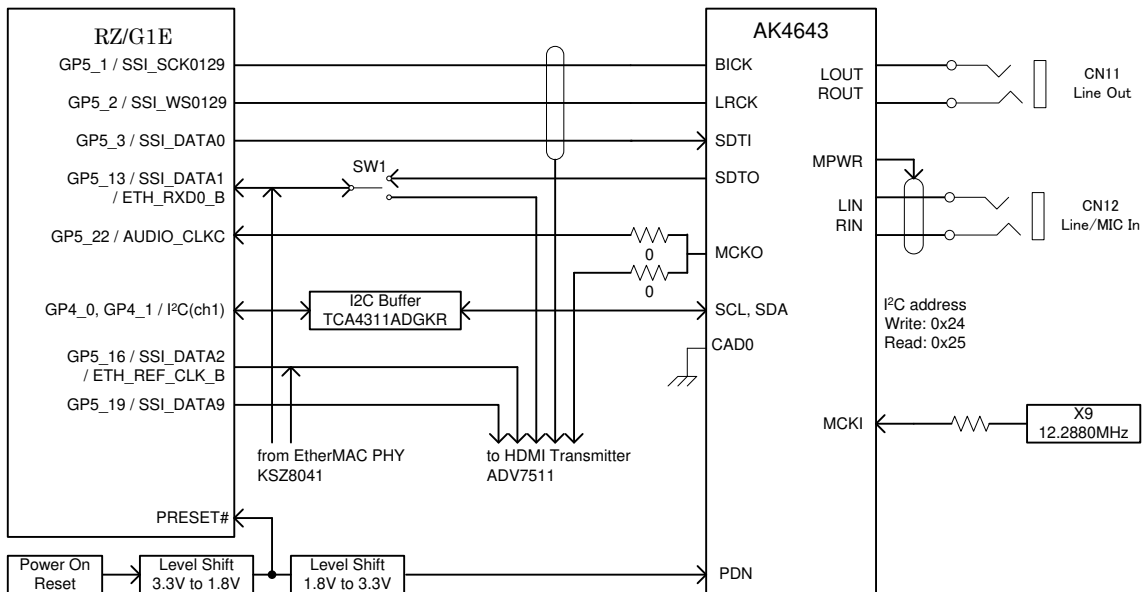 RZ/G1E
AK4643
GP5_1 / SSI_SCK0129
BICK
GP5_2 / SSI_WS0129
LRCK
GP5_3 / SSI_DATA0
SDTI
GP5_13 / SSI_DATA1
/ ETH_RXD0_B
SW1
SDTO
GP5_22 / AUDIO_CLKC
0
0
MCKO
GP4_0, GP4_1 / I²C(ch1)
I2C Buffer
TCA4311ADGKR
SCL, SDA
CAD0
GP5_16 / SSI_DATA2
/ ETH_REF_CLK_B
GP5_19 / SSI_DATA9
from EtherMAC PHY
KSZ8041
to HDMI Transmitter
ADV7511
LOUT
ROUT
CN11
Line Out
MPWR
LIN
RIN
CN12
Line/MIC In
I²C address
Write: 0x24
Read: 0x25
MCKI
X9
12.2880MHz
PRESET#
Power On
Reset
Level Shift
3.3V to 1.8V
Level Shift
1.8V to 3.3V
PDN